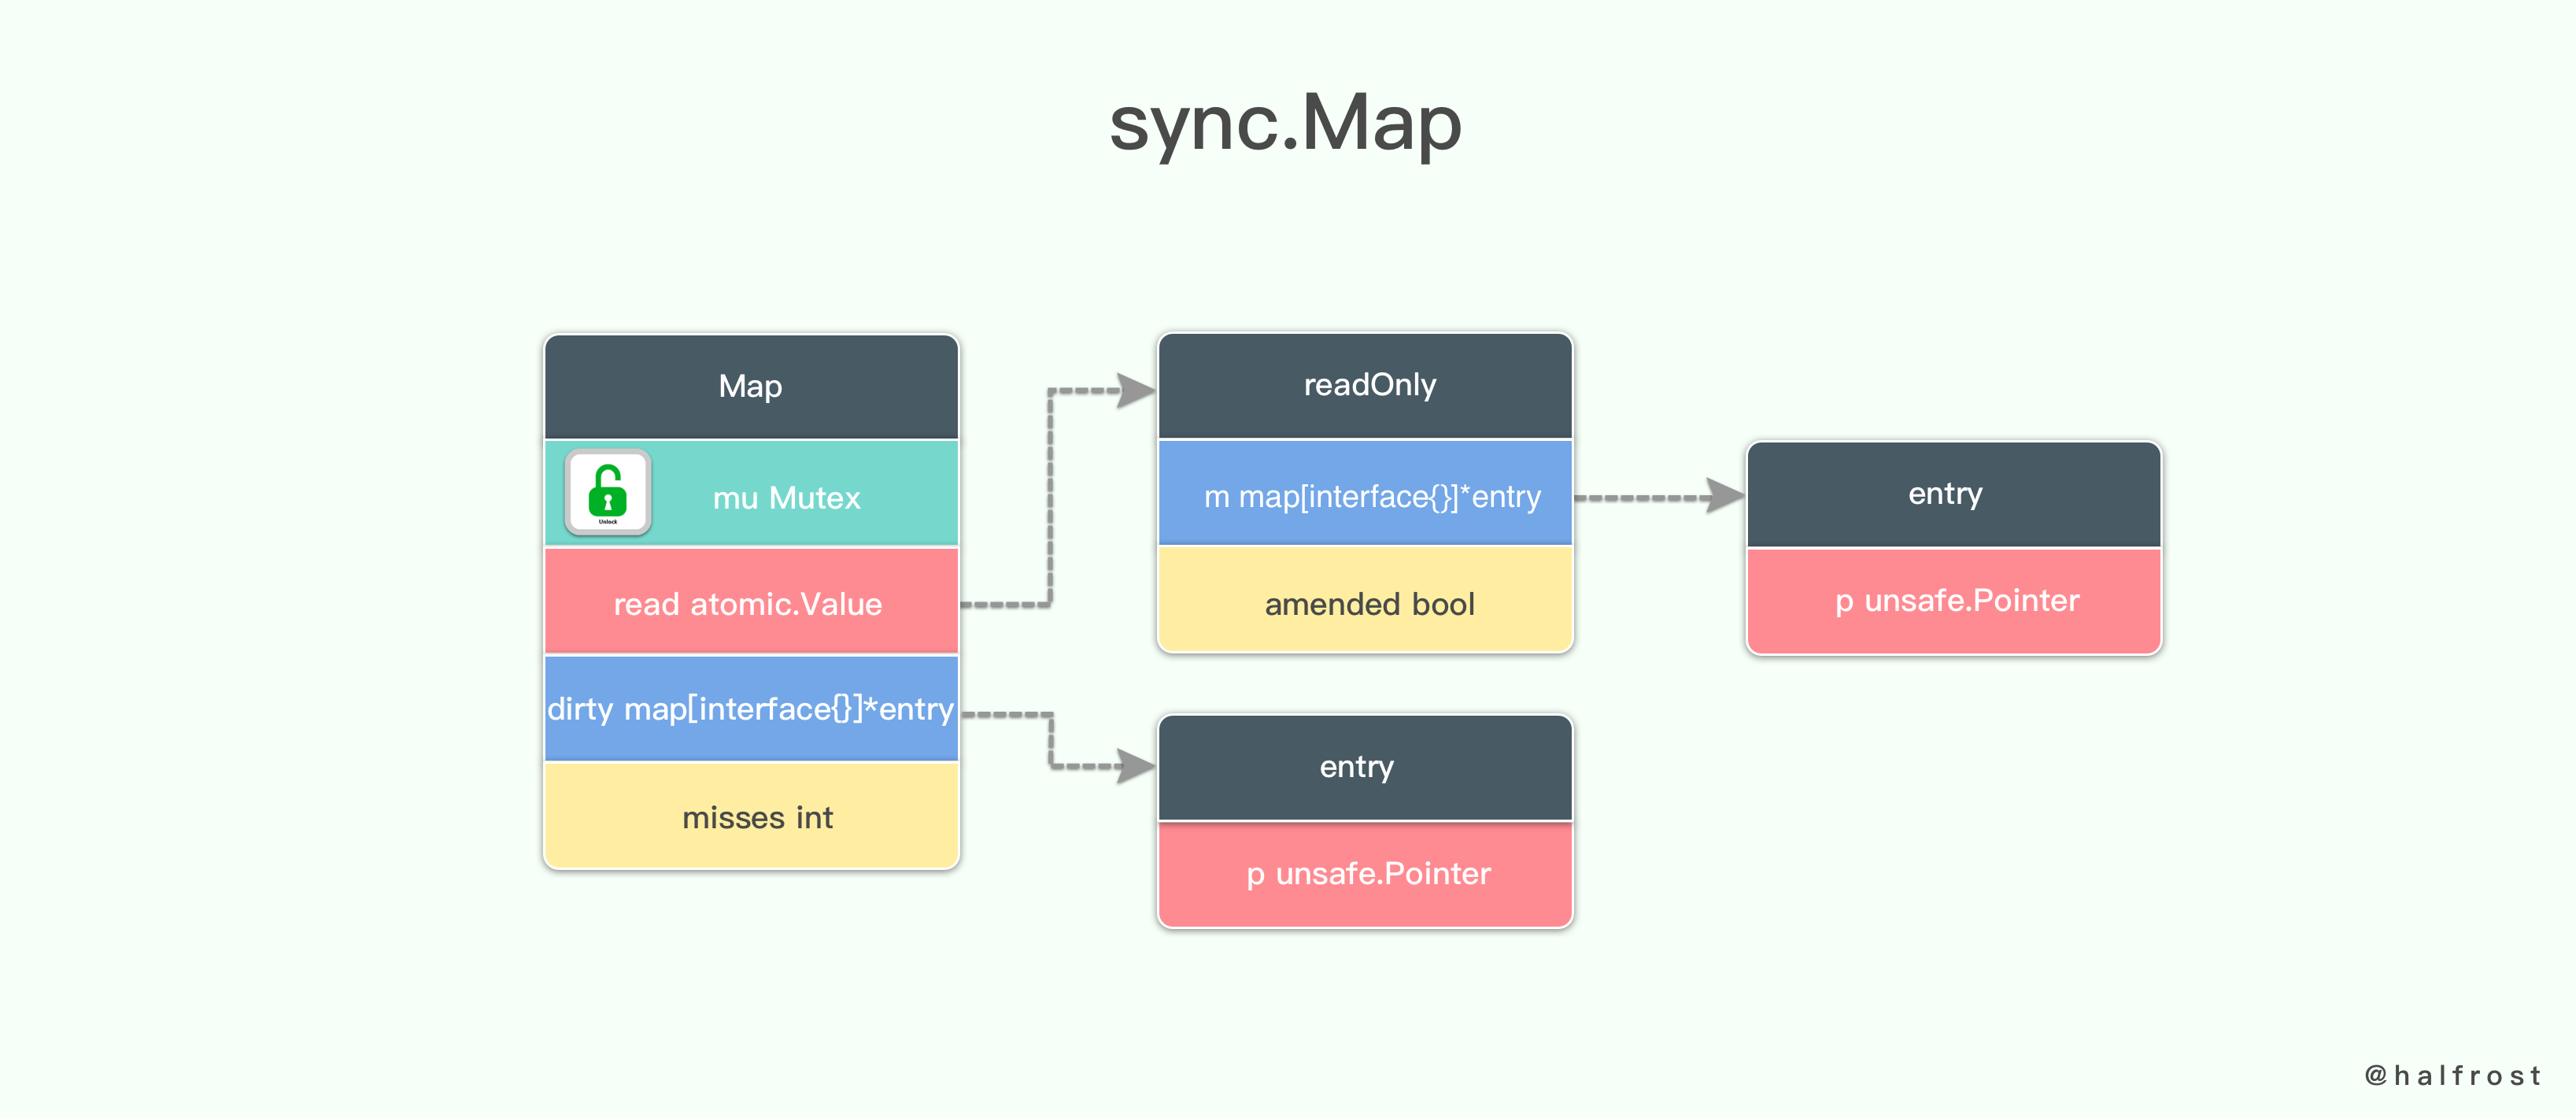 sync.Map
Map
Unlock
mu Mutex
read atomic.Value
dirty map[interface{}]*entry
misses int
readOnly
m map[interface{}]*entry
amended bool
entry
p unsafe.Pointer
entry
p unsafe.Pointer
@halfrost